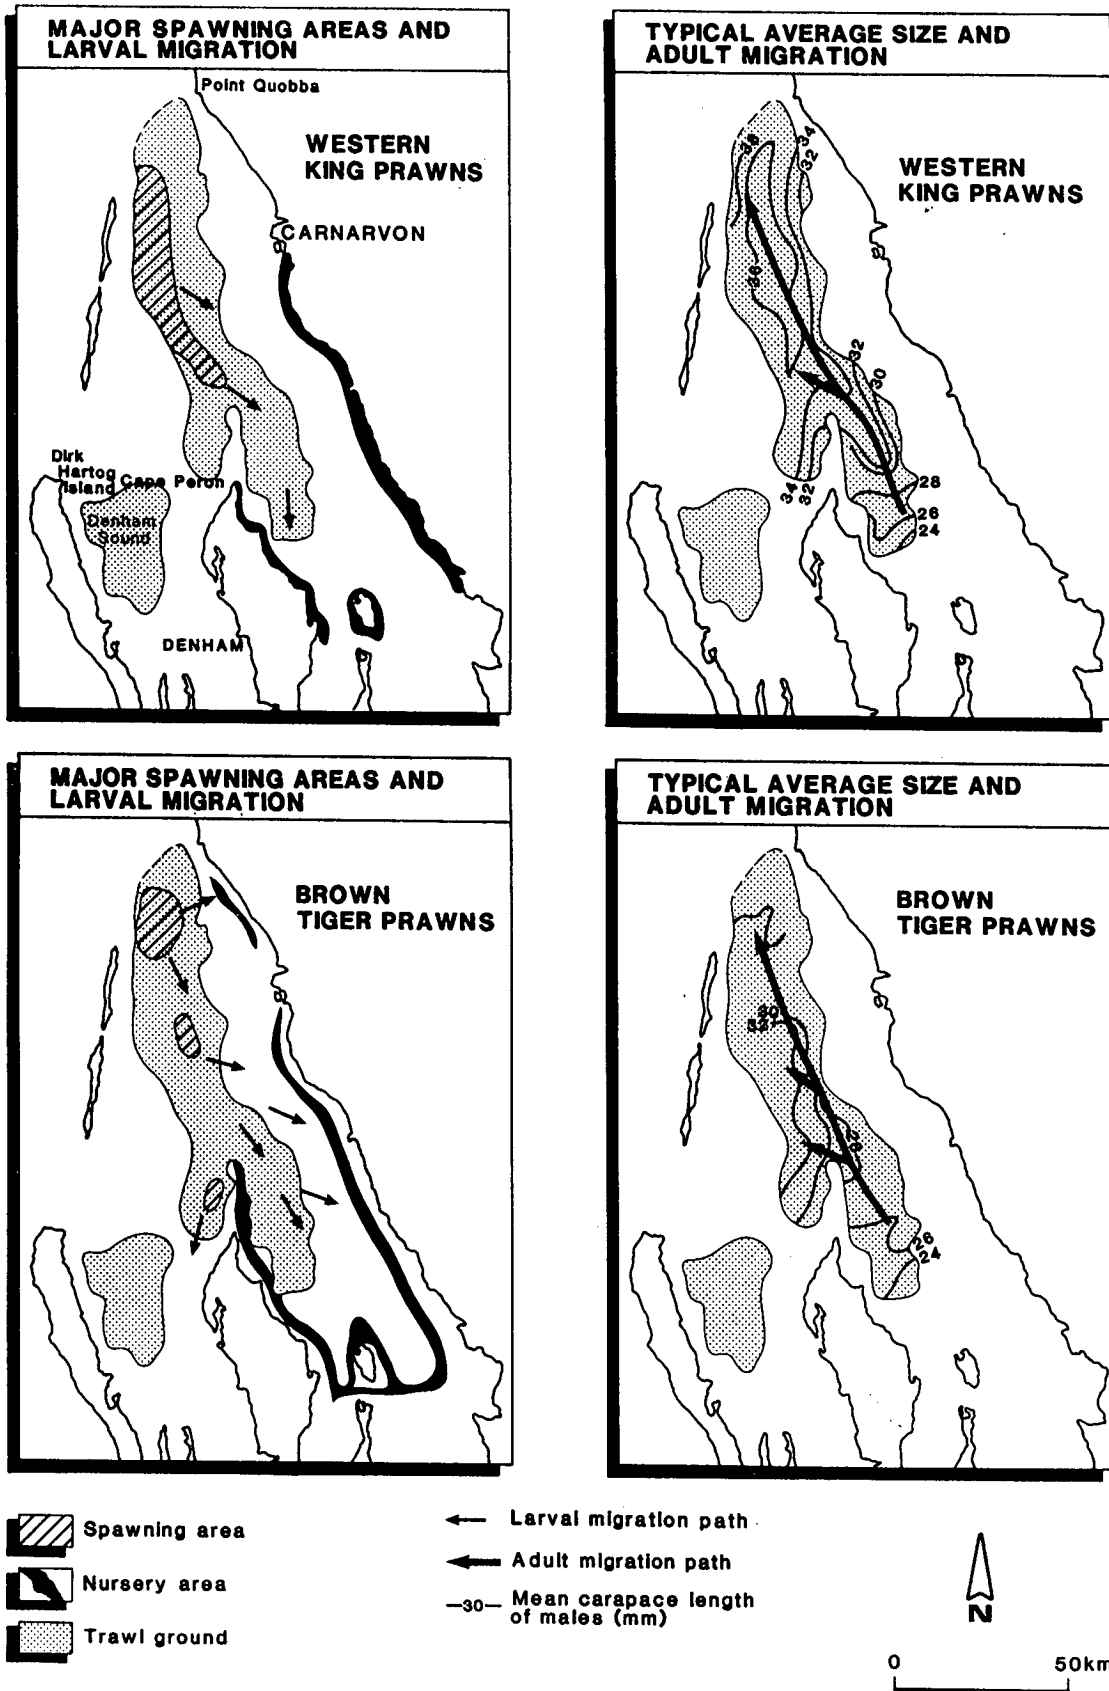 MAJOR SPAWNING AREAS AND
LARVAL MIGRATION
Point Quobba
WESTERN
KING PRAWNS
CARNARVON
Dirk
Hartog
Island
Cape Peron
Denham
Sound
DENHAM
TYPICAL AVERAGE SIZE AND
ADULT MIGRATION
WESTERN
KING PRAWNS
38
34
32
36
32
30
34
32
28
26
24
MAJOR SPAWNING AREAS AND
LARVAL MIGRATION
BROWN
TIGER PRAWNS
TYPICAL AVERAGE SIZE AND
ADULT MIGRATION
BROWN
TIGER PRAWNS
30
32
28
26
24
Spawning area
Nursery area
Trawl ground
Larval migration path
Adult migration path
—30— Mean carapace length
of males (mm)
N
0 50km